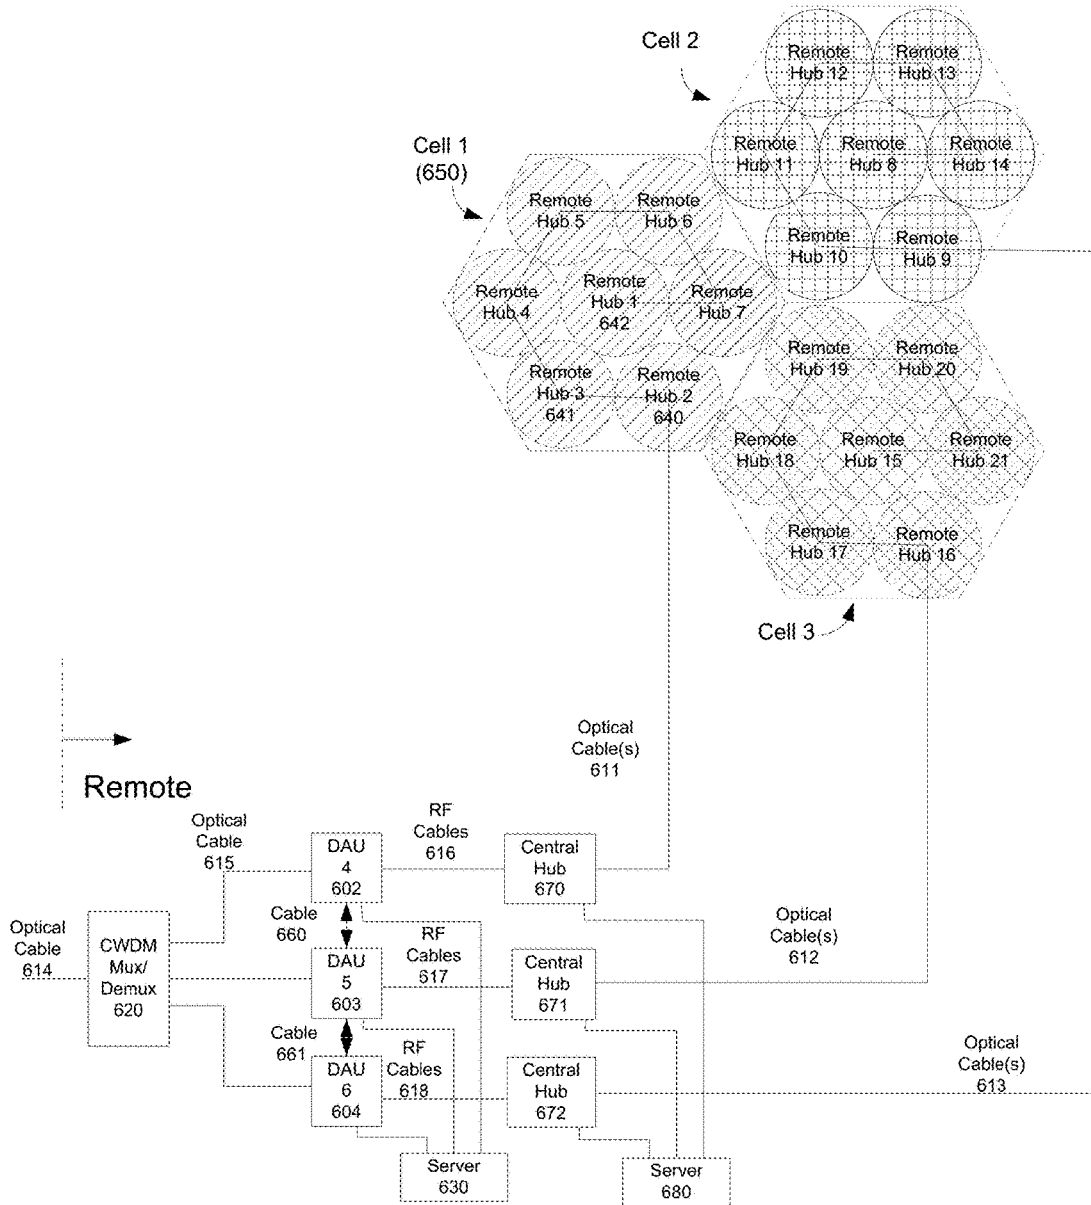 Cell 2
Remote
Hub 12
Remote
Hub 13
Remote
Hub 11
Remote
Hub 8
Remote
Hub 14
Remote
Hub 10
Remote
Hub 9
Cell 1
(650)
Remote
Hub 5
Remote
Hub 6
Remote
Hub 4
Remote
Hub 1
642
Remote
Hub 7
Remote
Hub 3
641
Remote
Hub 2
640
Remote
Hub 19
Remote
Hub 20
Remote
Hub 18
Remote
Hub 15
Remote
Hub 21
Remote
Hub 17
Remote
Hub 16
Cell 3
Remote
Optical
Cable(s)
611
Optical
Cable
615
DAU
4
602
RF
Cables
616
Central
Hub
670
Optical
Cable
614
CWDM
Mux/
Demux
620
Cable
660
DAU
5
603
RF
Cables
617
Central
Hub
671
Optical
Cable(s)
612
Cable
661
DAU
6
604
RF
Cables
618
Central
Hub
672
Optical
Cable(s)
613
Server
630
Server
680